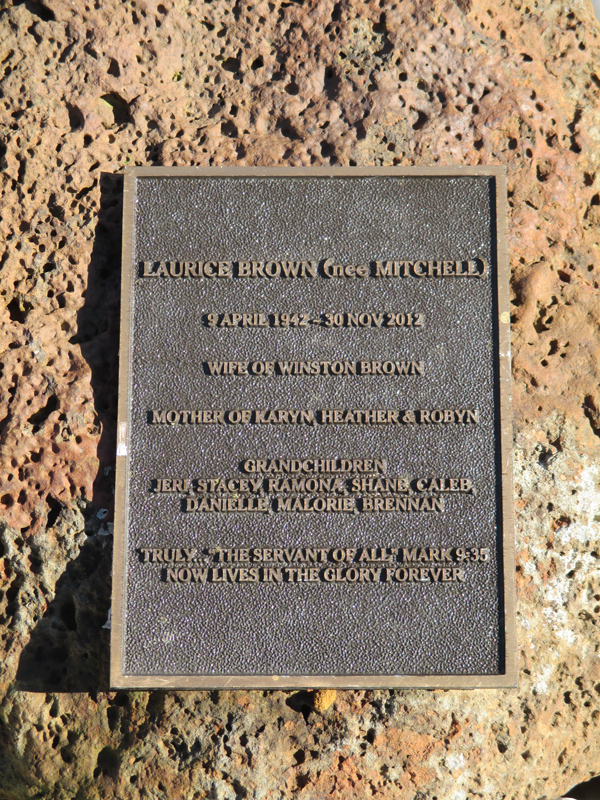 LAURICE BROWN (nee MITCHELL)
9 APRIL 1942 – 30 NOV 2012
WIFE OF WINSTON BROWN
MOTHER OF KARYN, HEATHER & ROBYN
GRANDCHILDREN
JERI, STACEY, RAMONA, SHANE, CALEB,
DANIELLE, MALORIE, BRENNAN
TRULY.. "THE SERVANT OF ALL" MARK 9:35
NOW LIVES IN THE GLORY FOREVER